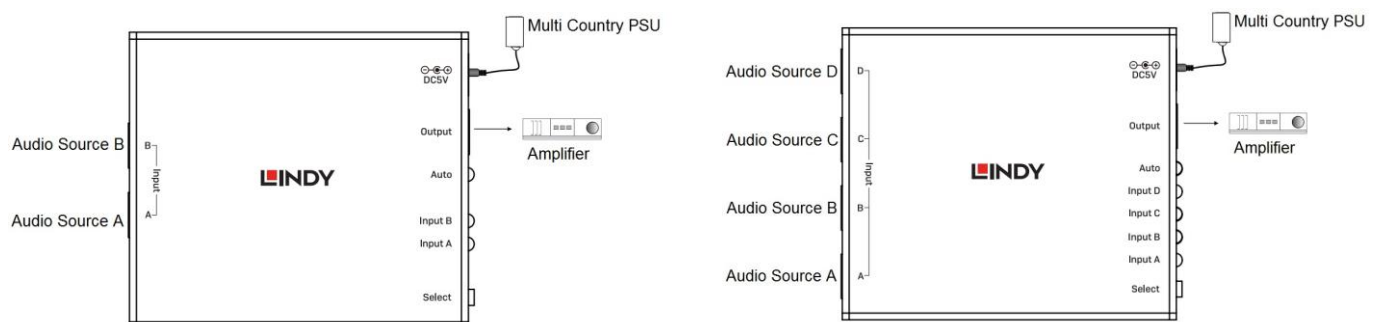 Multi Country PSU
DC5V
Audio Source B
B
Output
Amplifier
Input
LINDY
Auto
Audio Source A
A
Input B
Input A
Select
Multi Country PSU
Audio Source D
D
DC5V
Audio Source C
C
Output
Amplifier
Input
LINDY
Auto
Input D
Audio Source B
B
Input C
Input B
Input A
Audio Source A
A
Select